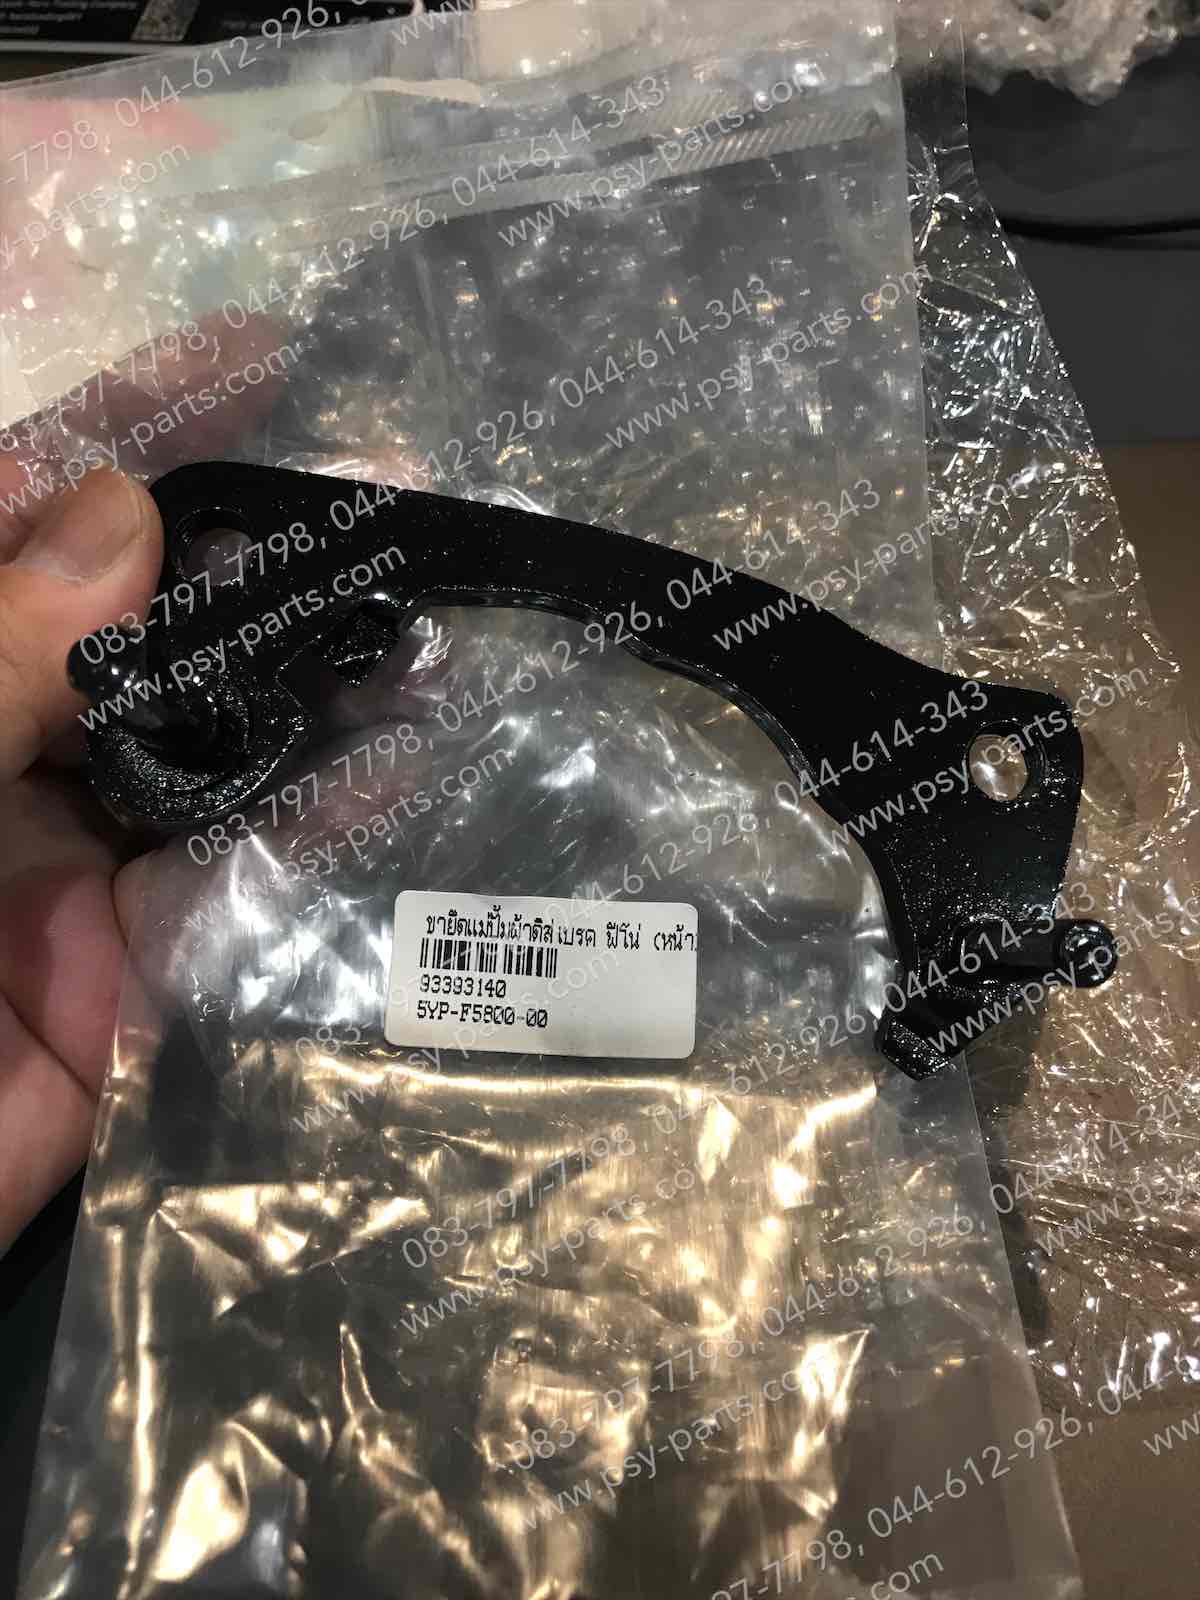 083-797-7798, 044-612-926, 044-614-343
www.psy-parts.com
ขายึดแม่ปั้มผ้าดิสเบรค ฟีโน่ (หน้า)
93393140
5YP-F5800-00